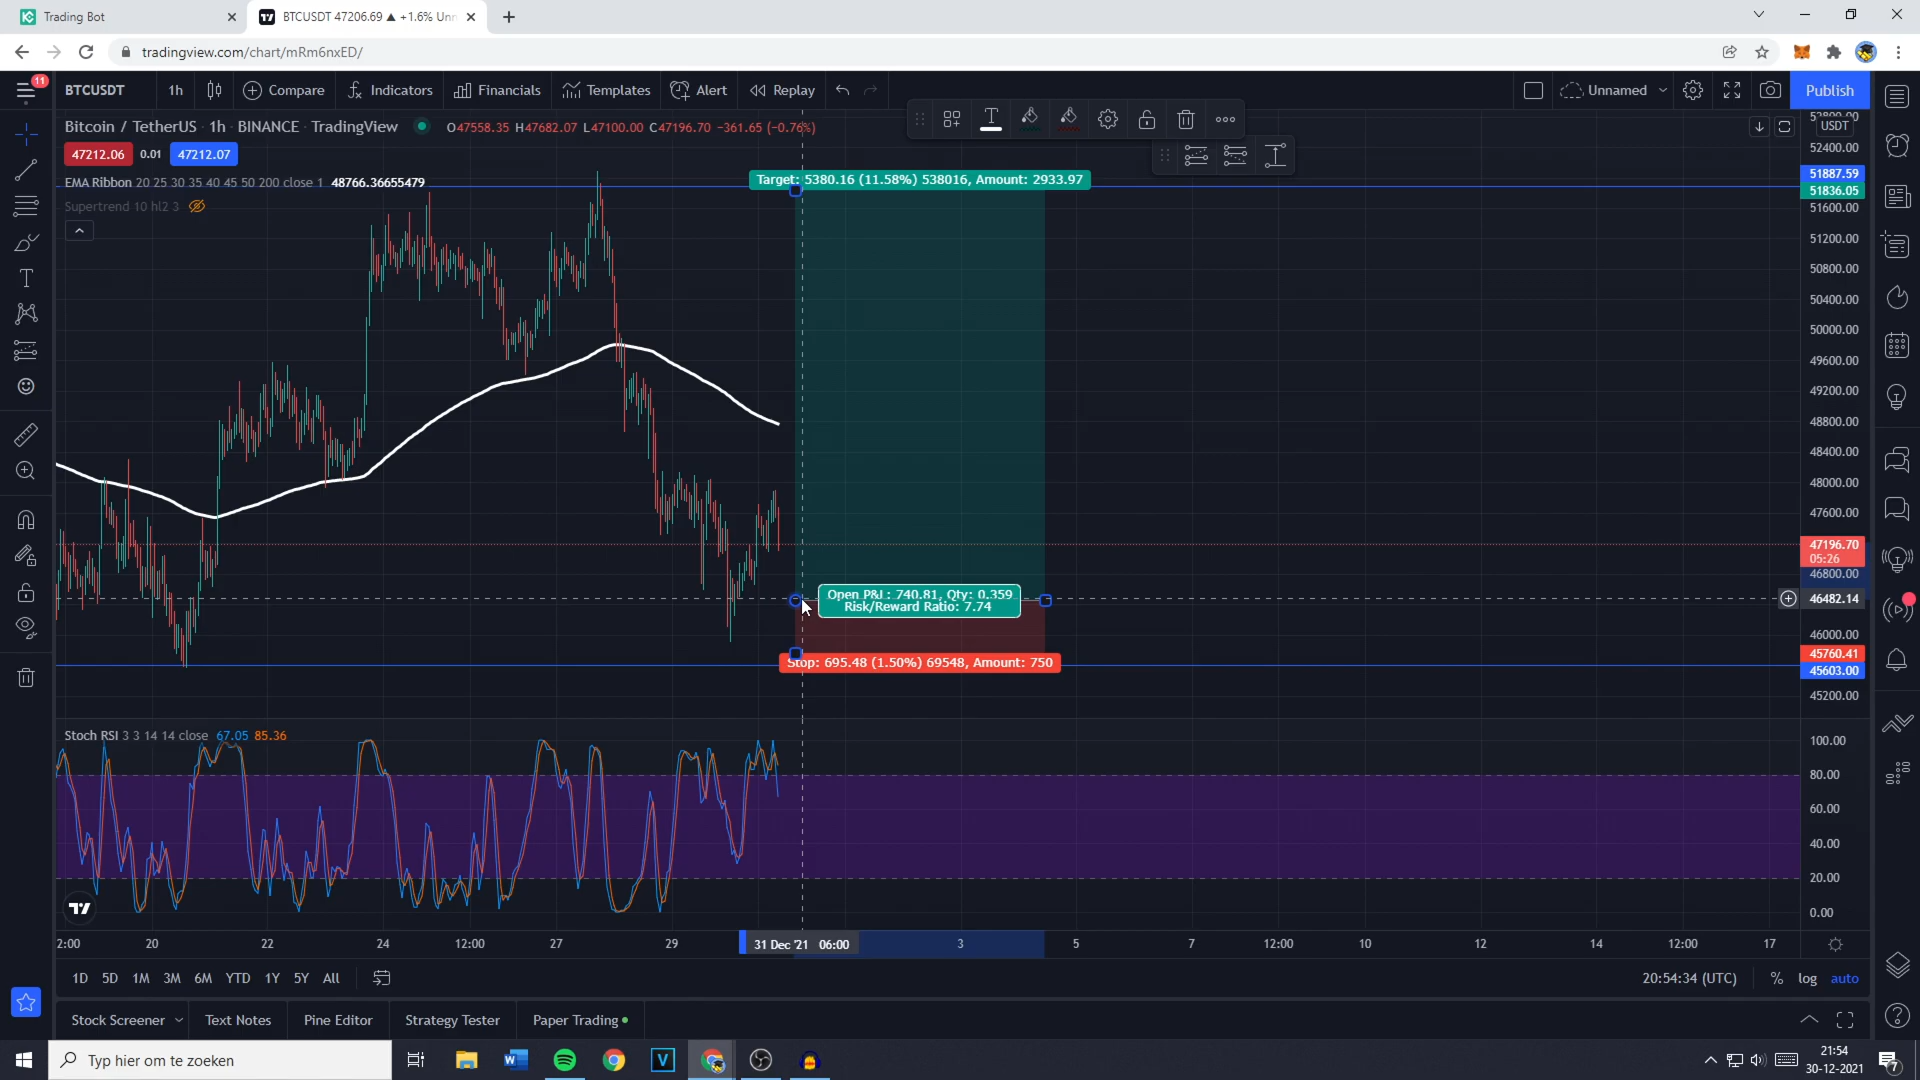 Trading Bot
BTCUSDT 47206.69 ▲ +1.6% Unn
tradingview.com/chart/mRm6nxED/
11
BTCUSDT
1h
Compare
Indicators
Financials
Templates
Alert
Replay
Unnamed
Publish
Bitcoin / TetherUS · 1h · BINANCE · TradingView
O47558.35 H47682.07 L47100.00 C47196.70 −361.65 (−0.76%)
47212.06
0.01
47212.07
EMA Ribbon 20 25 30 35 40 45 50 200 close 1 48766.36655479
Supertrend 10 hl2 3
Target: 5380.16 (11.58%) 538016, Amount: 2933.97
Open P&L: 740.81, Qty: 0.359
Risk/Reward Ratio: 7.74
Stop: 695.48 (1.50%) 69548, Amount: 750
52800.00
USDT
52400.00
51887.59
51836.05
51600.00
51200.00
50800.00
50400.00
50000.00
49600.00
49200.00
48800.00
48400.00
48000.00
47600.00
47196.70
05:26
46800.00
46482.14
46000.00
45760.41
45603.00
45200.00
Stoch RSI 3 3 14 14 close 67.05 85.36
100.00
80.00
60.00
40.00
20.00
0.00
2:00
20
22
24
12:00
27
29
31 Dec '21 06:00
3
5
7
12:00
10
12
14
12:00
17
1D
5D
1M
3M
6M
YTD
1Y
5Y
All
20:54:34 (UTC)
%
log
auto
Stock Screener
Text Notes
Pine Editor
Strategy Tester
Paper Trading
Typ hier om te zoeken
21:54
30-12-2021
7